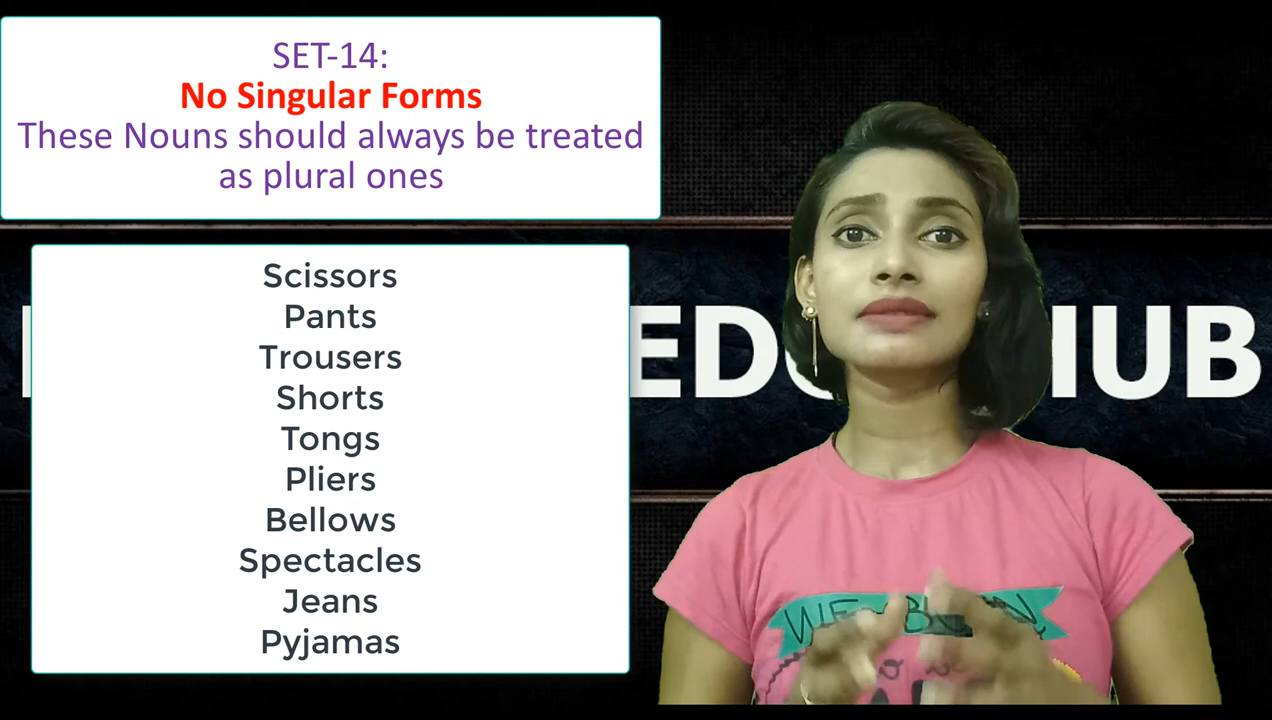 SET-14:
No Singular Forms
These Nouns should always be treated
as plural ones
Scissors
Pants
Trousers
Shorts
Tongs
Pliers
Bellows
Spectacles
Jeans
Pyjamas
HUB